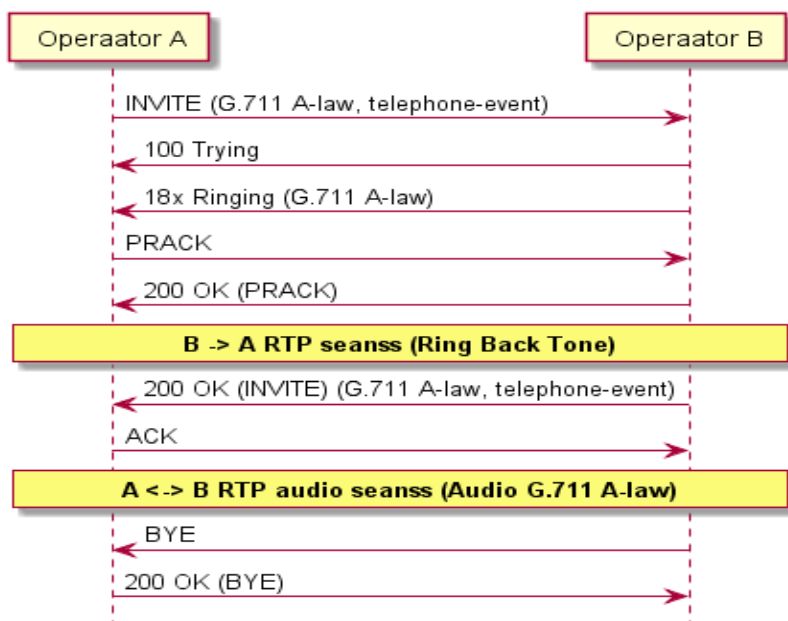 Operaator A
Operaator B
INVITE (G.711 A-law, telephone-event)
100 Trying
18x Ringing (G.711 A-law)
PRACK
200 OK (PRACK)
B -> A RTP seanss (Ring Back Tone)
200 OK (INVITE) (G.711 A-law, telephone-event)
ACK
A <-> B RTP audio seanss (Audio G.711 A-law)
BYE
200 OK (BYE)